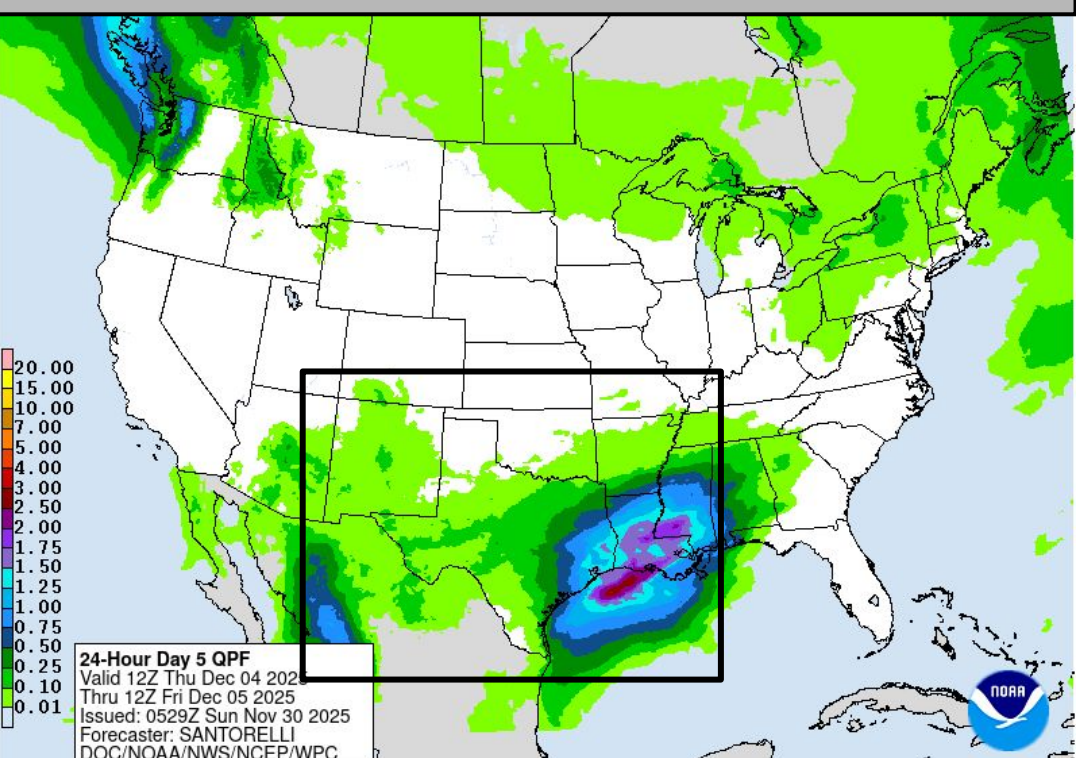 20.00
15.00
10.00
7.00
5.00
4.00
3.00
2.50
2.00
1.75
1.50
1.25
1.00
0.75
0.50
0.25
0.10
0.01
24-Hour Day 5 QPF
Valid 12Z Thu Dec 04 2025
Thru 12Z Fri Dec 05 2025
Issued: 0529Z Sun Nov 30 2025
Forecaster: SANTORELLI
DOC/NOAA/NWS/NCEP/WPC
NOAA